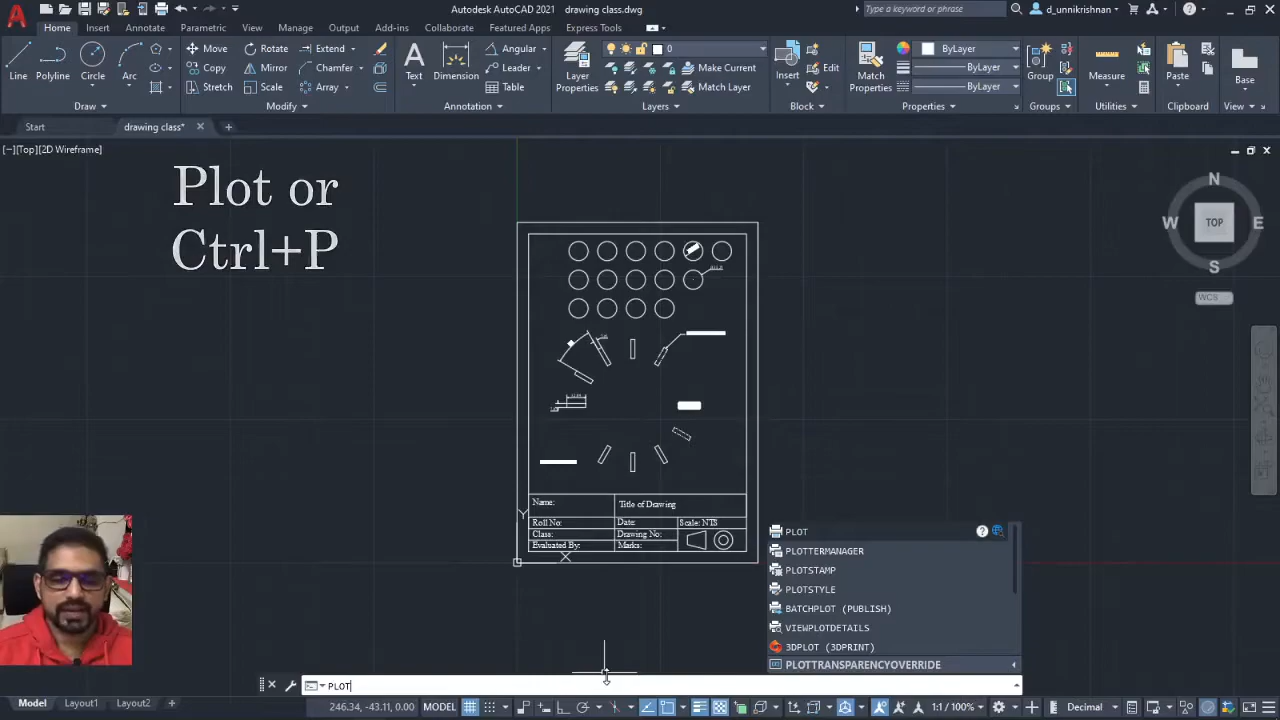 Autodesk AutoCAD 2021 drawing class.dwg
Type a keyword or phrase
d_unnikrishnan
Home Insert Annotate Parametric View Manage Output Add-ins Collaborate Featured Apps Express Tools
Line Polyline Circle Arc
Move Rotate Extend
Copy Mirror Chamfer
Stretch Scale Array
Text Dimension
Angular
Leader
Table
Layer
Properties
0
Make Current
Match Layer
Insert
Edit
Match
Properties
ByLayer
ByLayer
ByLayer
Group
Measure
Paste
Base
Draw Modify Annotation Layers Block Properties Groups Utilities Clipboard View
Start drawing class*
[−][Top][2D Wireframe]
Plot or
Ctrl+P
N
W TOP E
S
WCS
Name: Title of Drawing
Roll No: Date: Scale: NTS
Class: Drawing No:
Evaluated By: Marks:
Y
X
PLOT
PLOTTERMANAGER
PLOTSTAMP
PLOTSTYLE
BATCHPLOT (PUBLISH)
VIEWPLOTDETAILS
3DPLOT (3DPRINT)
PLOTTRANSPARENCYOVERRIDE
PLOT
Model Layout1 Layout2
246.34, -43.11, 0.00 MODEL 1:1 / 100% Decimal